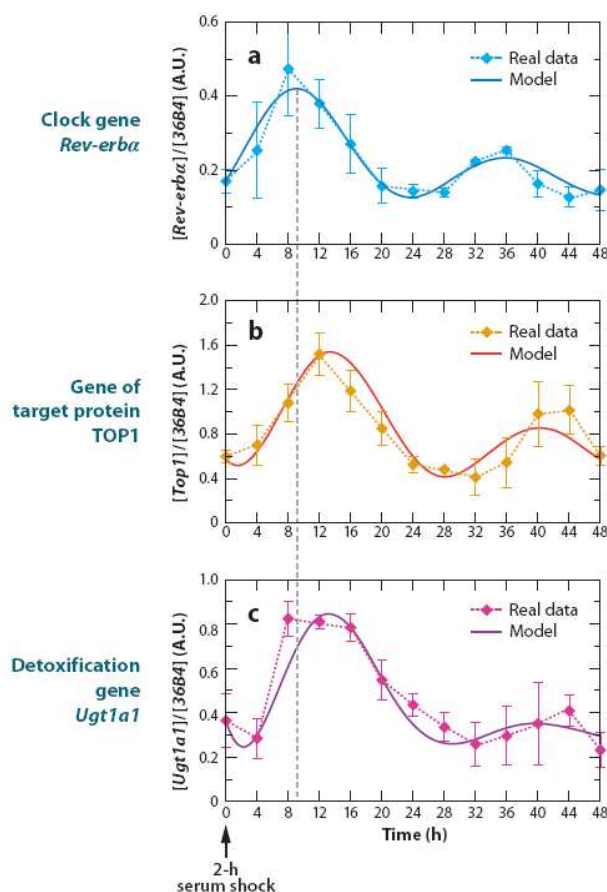 a
Real data
Model
Clock gene
Rev-erbα
[Rev-erbα]/[36B4] (A.U.)
0.6
0.4
0.2
0
0 4 8 12 16 20 24 28 32 36 40 44 48
b
Real data
Model
Gene of
target protein
TOP1
[Top1]/[36B4] (A.U.)
2.0
1.6
1.2
0.8
0.4
0
0 4 8 12 16 20 24 28 32 36 40 44 48
c
Real data
Model
Detoxification
gene
Ugt1a1
[Ugt1a1]/[36B4] (A.U.)
1.0
0.8
0.6
0.4
0.2
0
0 4 8 12 16 20 24 28 32 36 40 44 48
Time (h)
2-h
serum shock